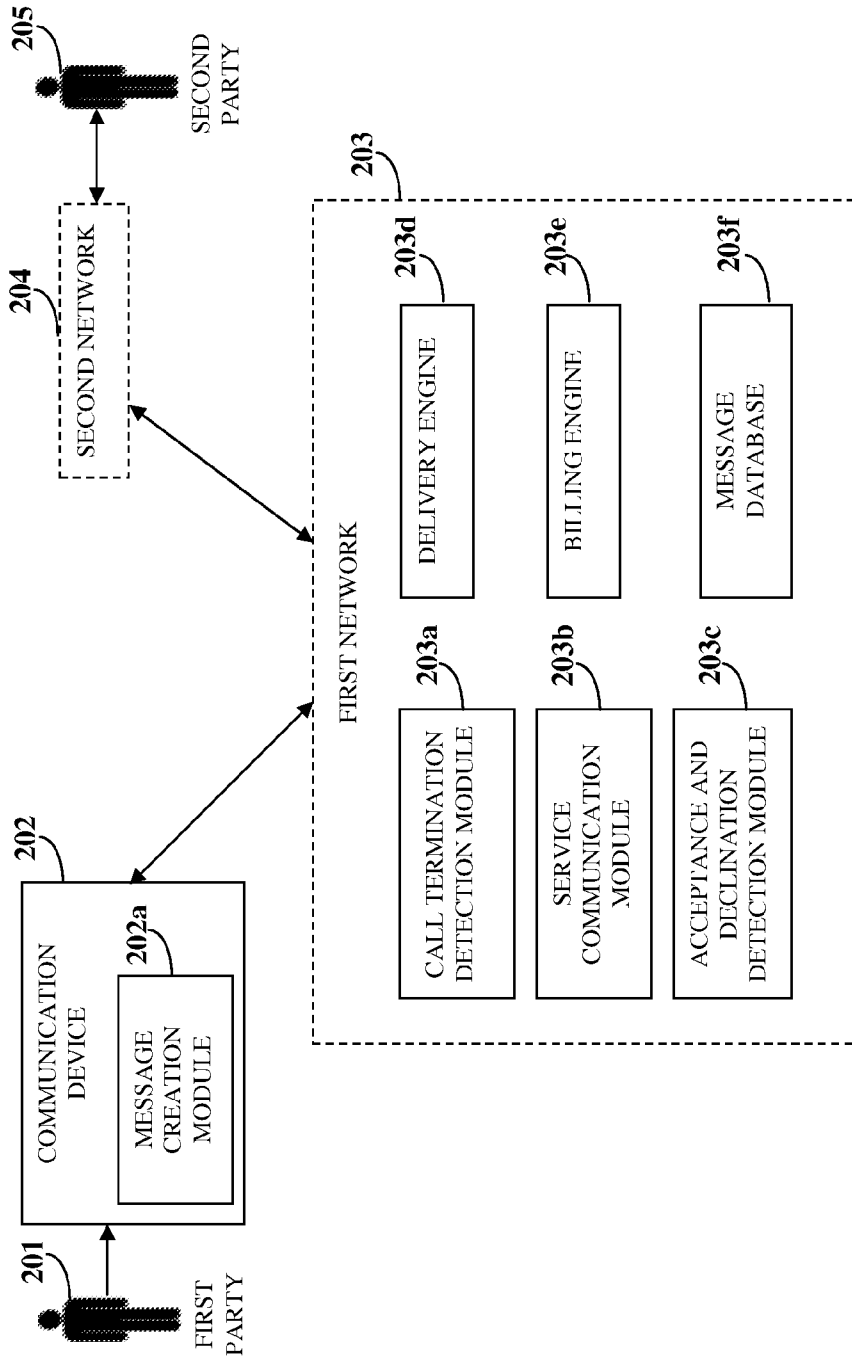 201
FIRST
PARTY
202
COMMUNICATION
DEVICE
202a
MESSAGE
CREATION
MODULE
204
SECOND NETWORK
205
SECOND
PARTY
203
FIRST NETWORK
203a
CALL TERMINATION
DETECTION MODULE
203b
SERVICE
COMMUNICATION
MODULE
203c
ACCEPTANCE AND
DECLINATION
DETECTION MODULE
203d
DELIVERY ENGINE
203e
BILLING ENGINE
203f
MESSAGE
DATABASE